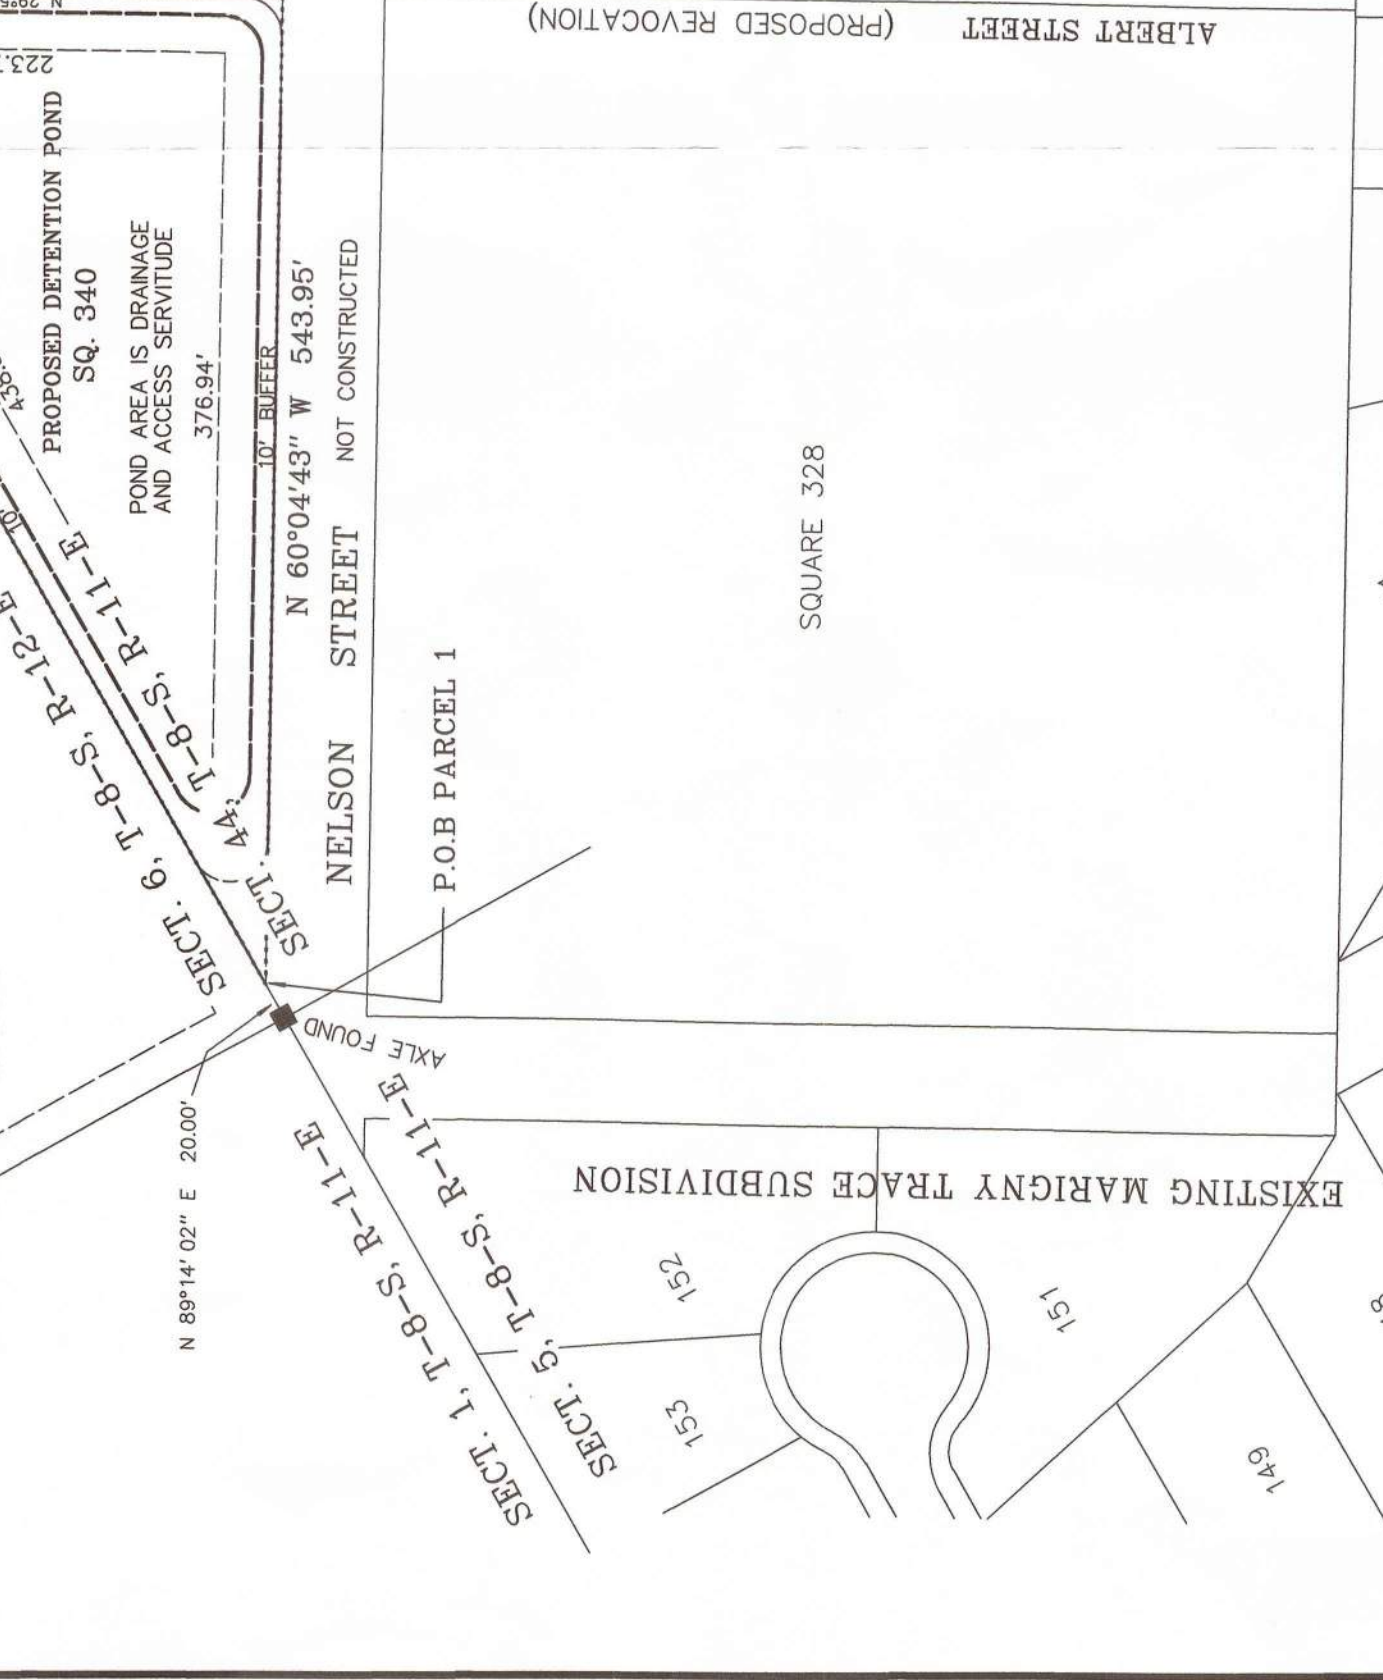 ALBERT STREET (PROPOSED REVOCATION)
223.
PROPOSED DETENTION POND
SQ. 340
POND AREA IS DRAINAGE
AND ACCESS SERVITUDE
376.94'
10' BUFFER
N 60°04'43" W 543.95'
NELSON STREET NOT CONSTRUCTED
10'
SECT. 6, T-8-S, R-12-E
SECT. 44, T-8-S, R-11-E
P.O.B PARCEL 1
SQUARE 328
AXLE FOUND
N 89°14'02" E 20.00'
SECT. 1, T-8-S, R-11-E
SECT. 5, T-8-S, R-11-E
EXISTING MARIGNY TRACE SUBDIVISION
152
153
151
149